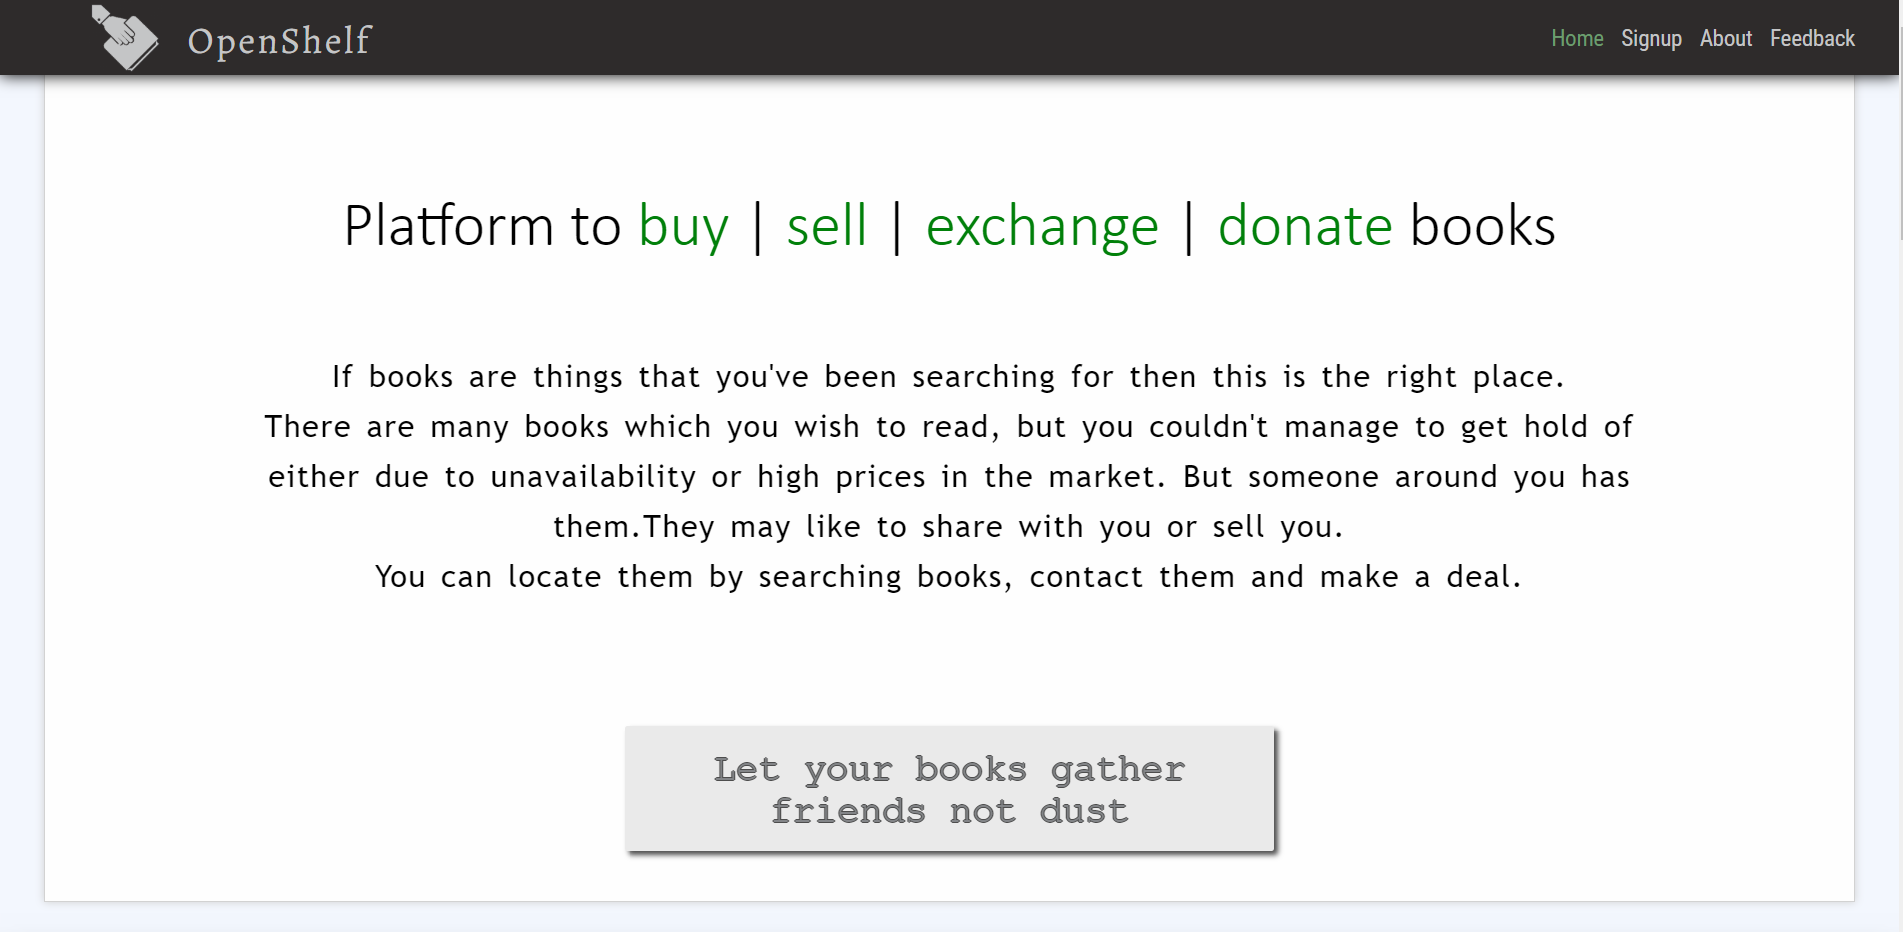 OpenShelf
Home Signup About Feedback
Platform to buy | sell | exchange | donate books
If books are things that you've been searching for then this is the right place.
There are many books which you wish to read, but you couldn't manage to get hold of
either due to unavailability or high prices in the market. But someone around you has
them.They may like to share with you or sell you.
You can locate them by searching books, contact them and make a deal.
Let your books gather
friends not dust